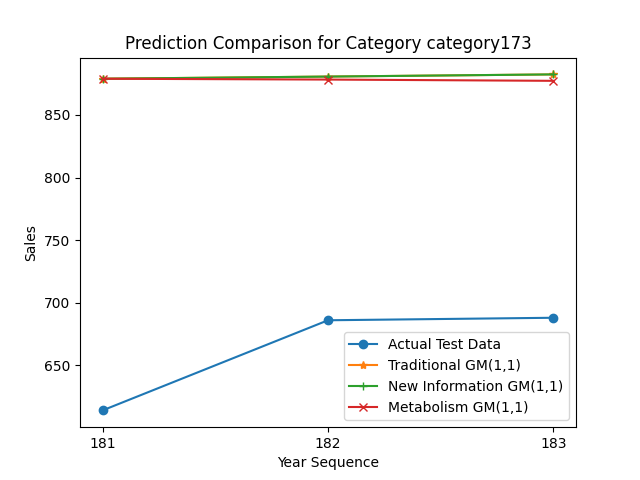 Prediction Comparison for Category category173
Sales
850
800
750
700
650
181
182
183
Year Sequence
Actual Test Data
Traditional GM(1,1)
New Information GM(1,1)
Metabolism GM(1,1)